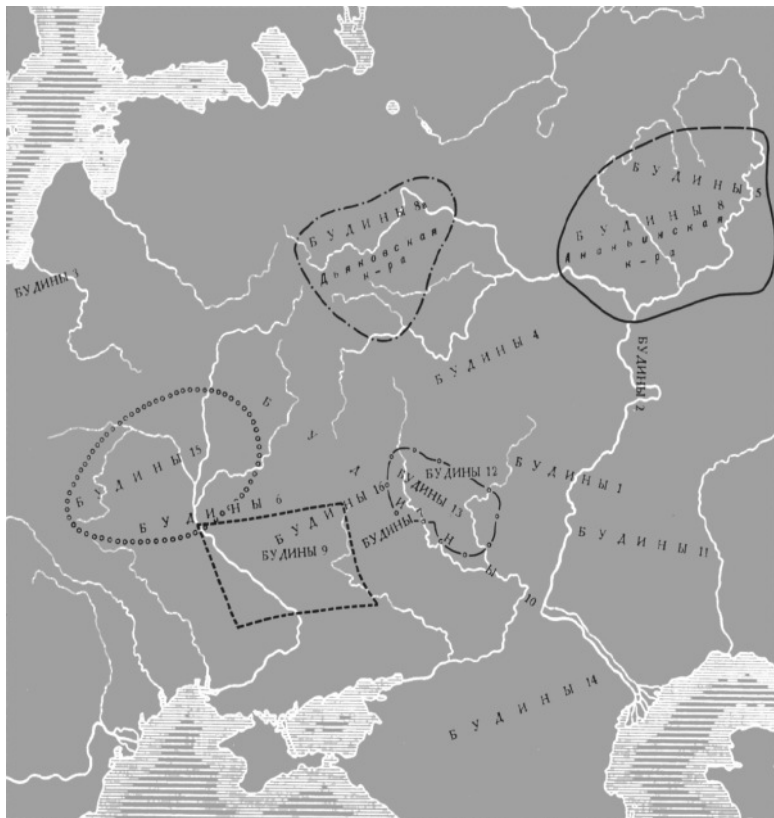 БУДИНЫ 5
БУДИНЫ 8
Ананьинская
к-ра
БУДИНЫ 8а
Дьяковская
к-ра
БУДИНЫ 3
БУДИНЫ 4
БУДИНЫ 2
БУДИНЫ 15
БУДИНЫ 12
БУДИНЫ 1
БУДИНЫ 6
БУДИНЫ 16
БУДИНЫ 13
БУДИНЫ 7
БУДИНЫ 9
БУДИНЫ 11
БУДИНЫ 10
БУДИНЫ 14